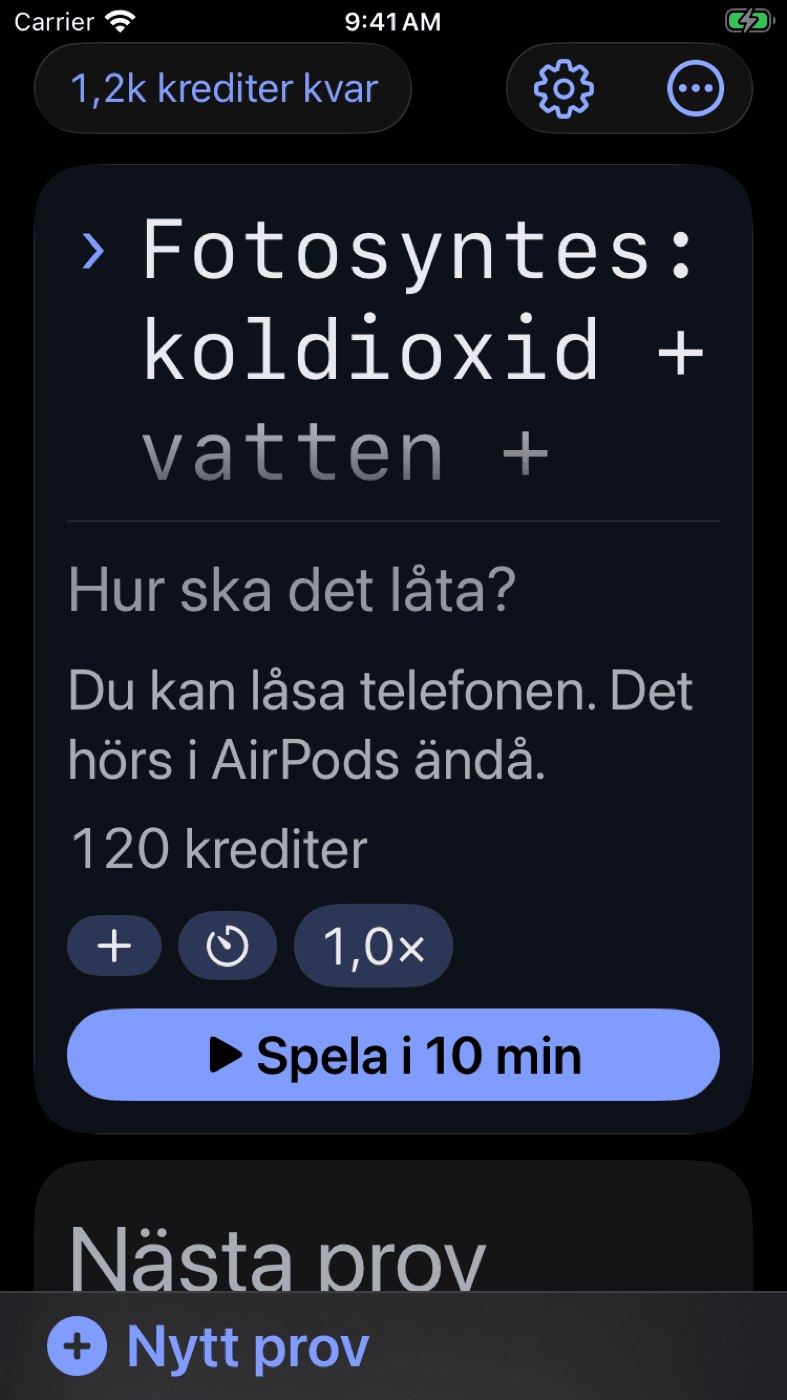 Carrier 9:41 AM
1,2k krediter kvar
› Fotosyntes:
koldioxid +
vatten +
Hur ska det låta?
Du kan låsa telefonen. Det
hörs i AirPods ändå.
120 krediter
1,0×
Spela i 10 min
Nästa prov
Nytt prov